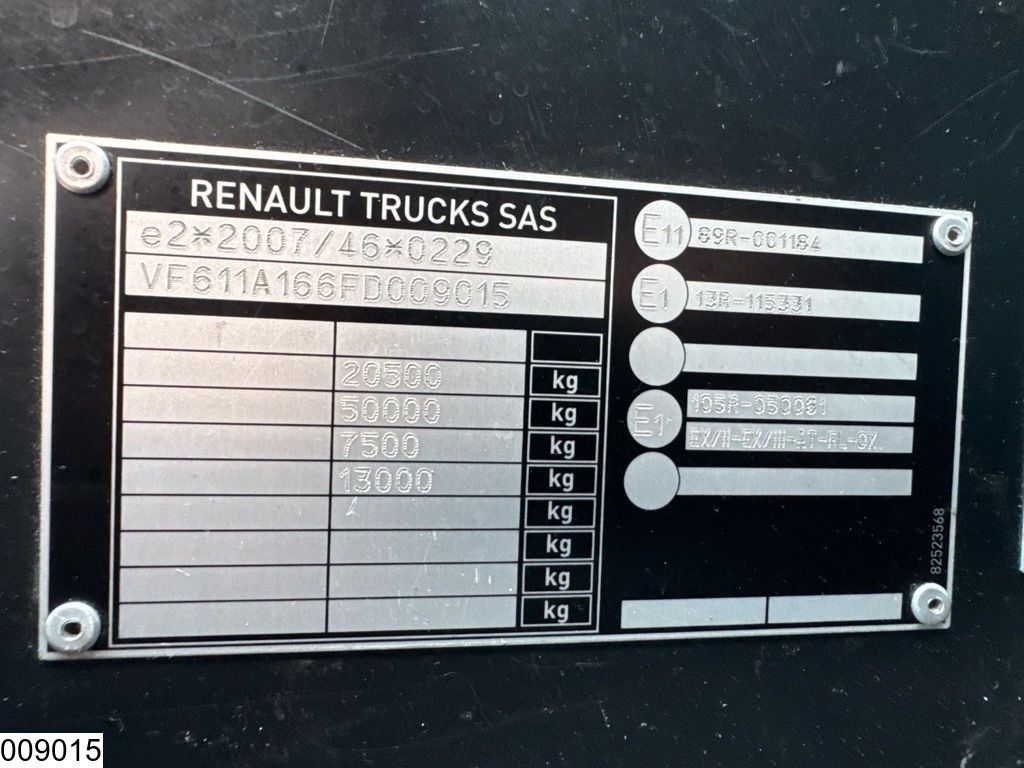 RENAULT TRUCKS SAS
e2*2007/46*0229
VF611A166FD009015
20500 kg
50000 kg
7500 kg
13000 kg
kg
kg
kg
kg
E11 89R-001184
E1 13R-115331
E1 105R-050061
EX/II-EX/III-AT-FL-OX.
82523568
009015